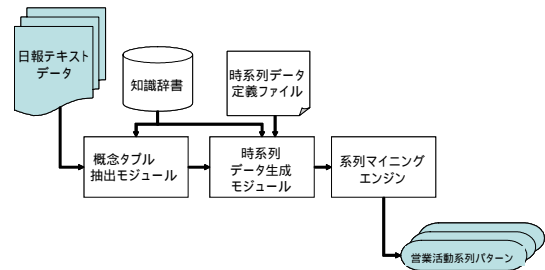 日報テキスト
データ
知識辞書
時系列データ
定義ファイル
概念タプル
抽出モジュール
時系列
データ生成
モジュール
系列マイニング
エンジン
営業活動系列パターン